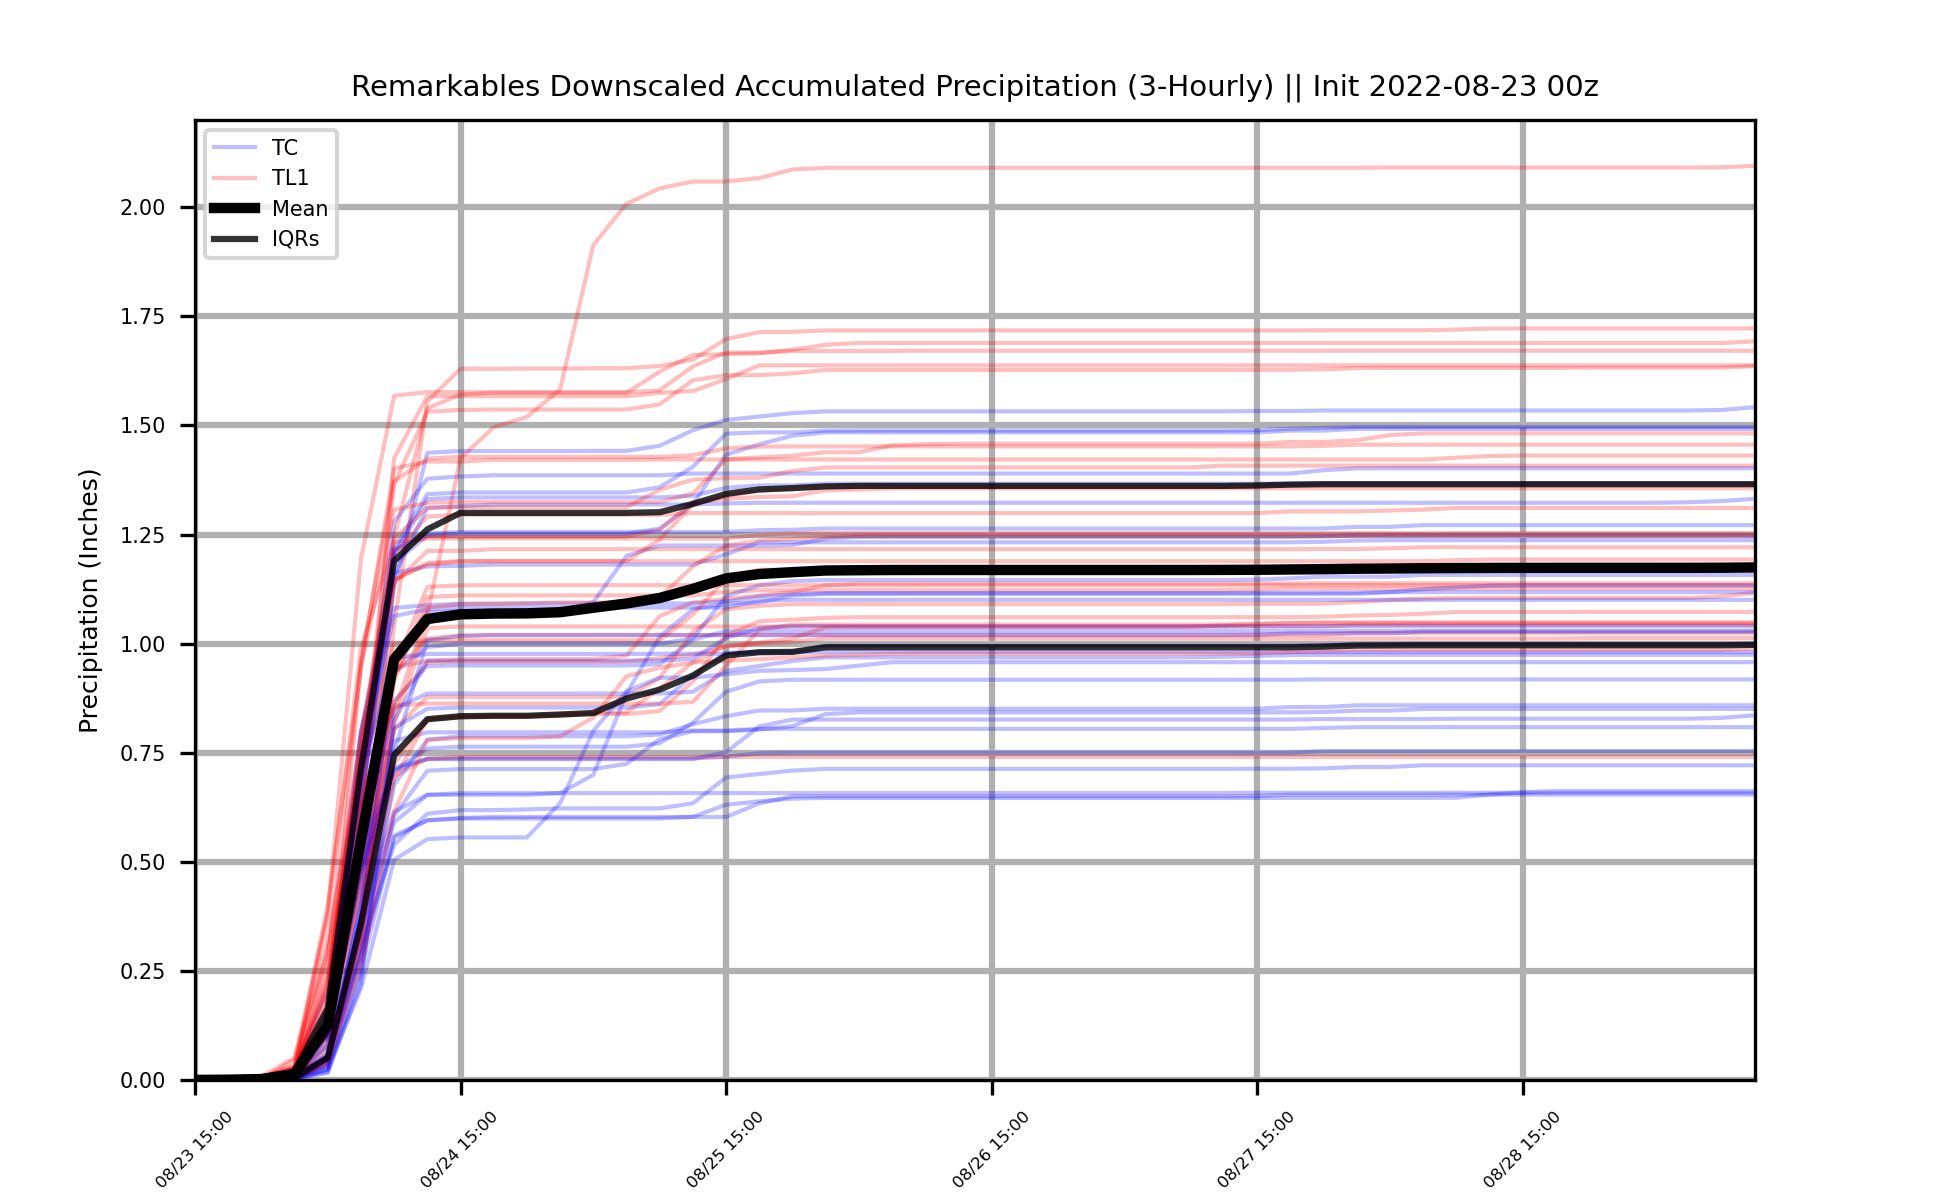 Remarkables Downscaled Accumulated Precipitation (3-Hourly) || Init 2022-08-23 00z
TC
TL1
Mean
IQRs
Precipitation (Inches)
2.00
1.75
1.50
1.25
1.00
0.75
0.50
0.25
0.00
08/23 15:00
08/24 15:00
08/25 15:00
08/26 15:00
08/27 15:00
08/28 15:00